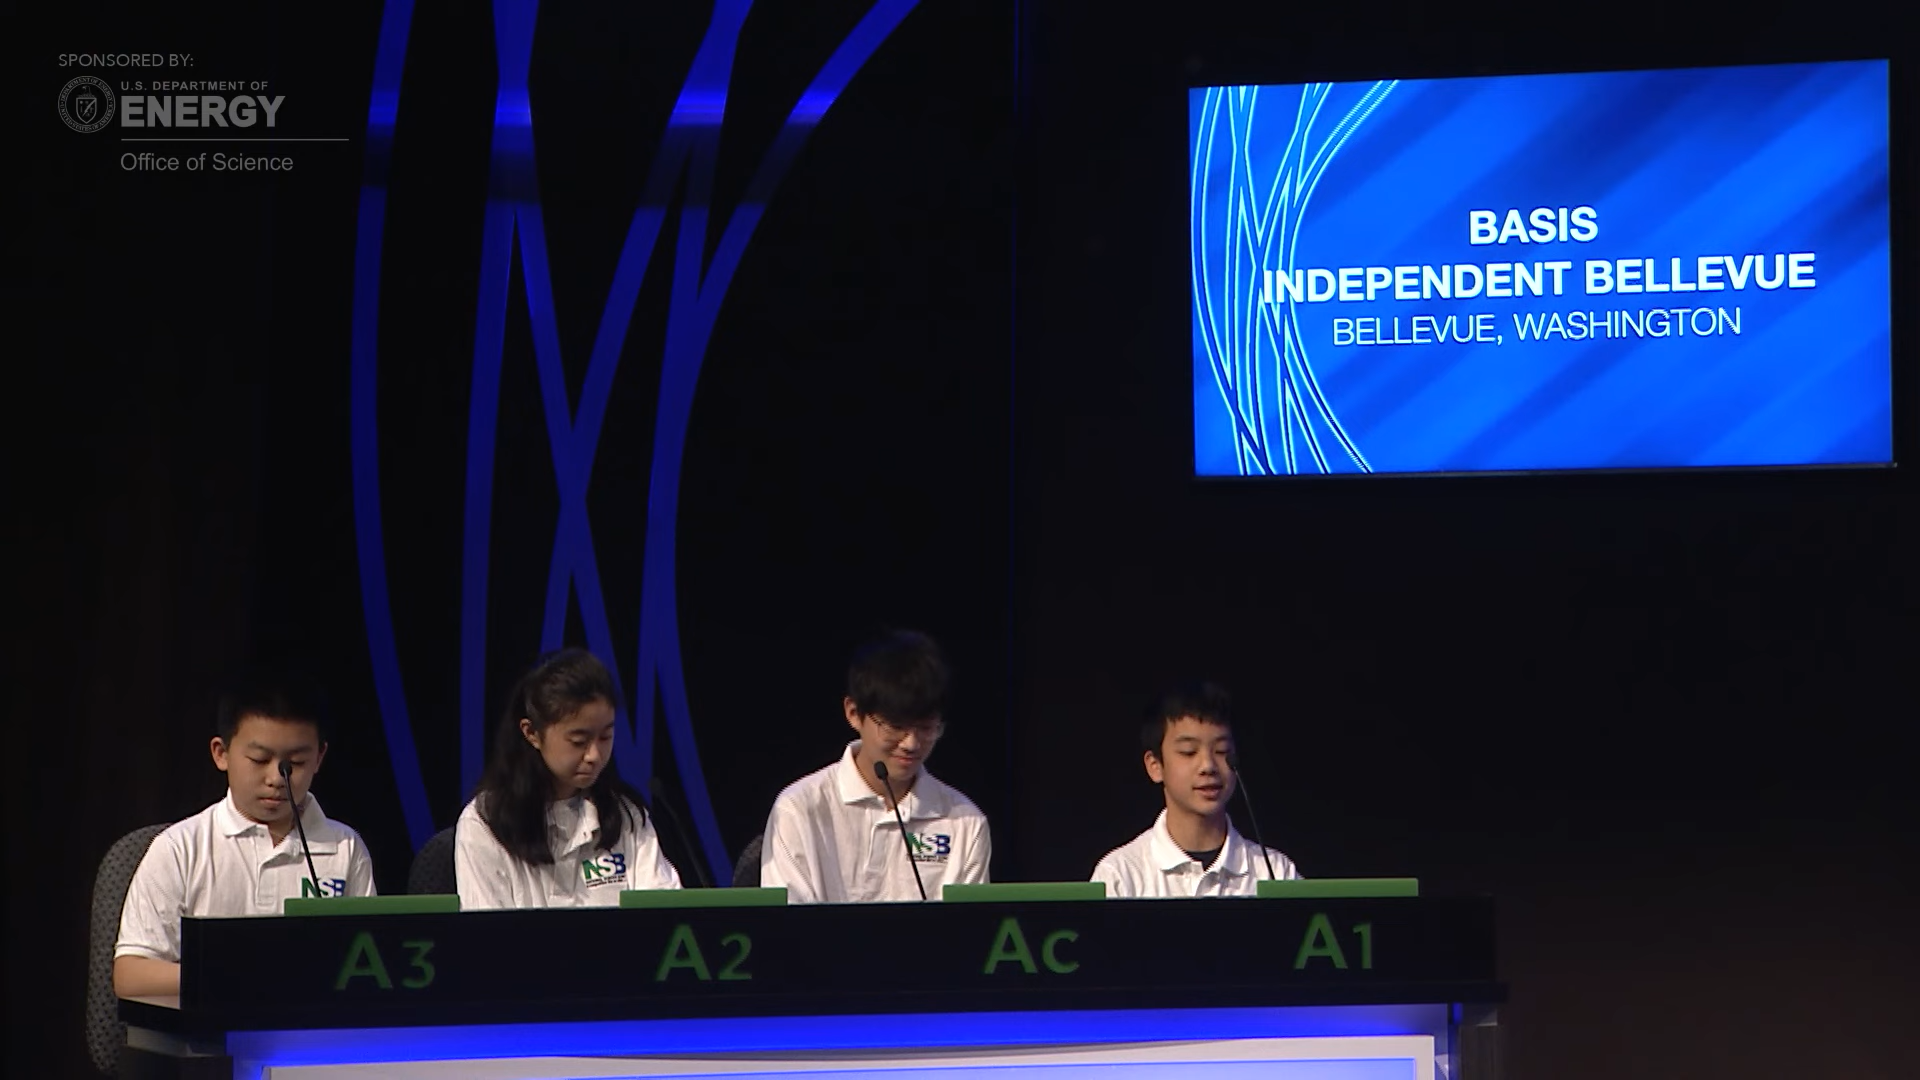 SPONSORED BY:
U.S. DEPARTMENT OF
ENERGY
Office of Science
BASIS
INDEPENDENT BELLEVUE
BELLEVUE, WASHINGTON
NSB
NSB
NSB
A3
A2
Ac
A1